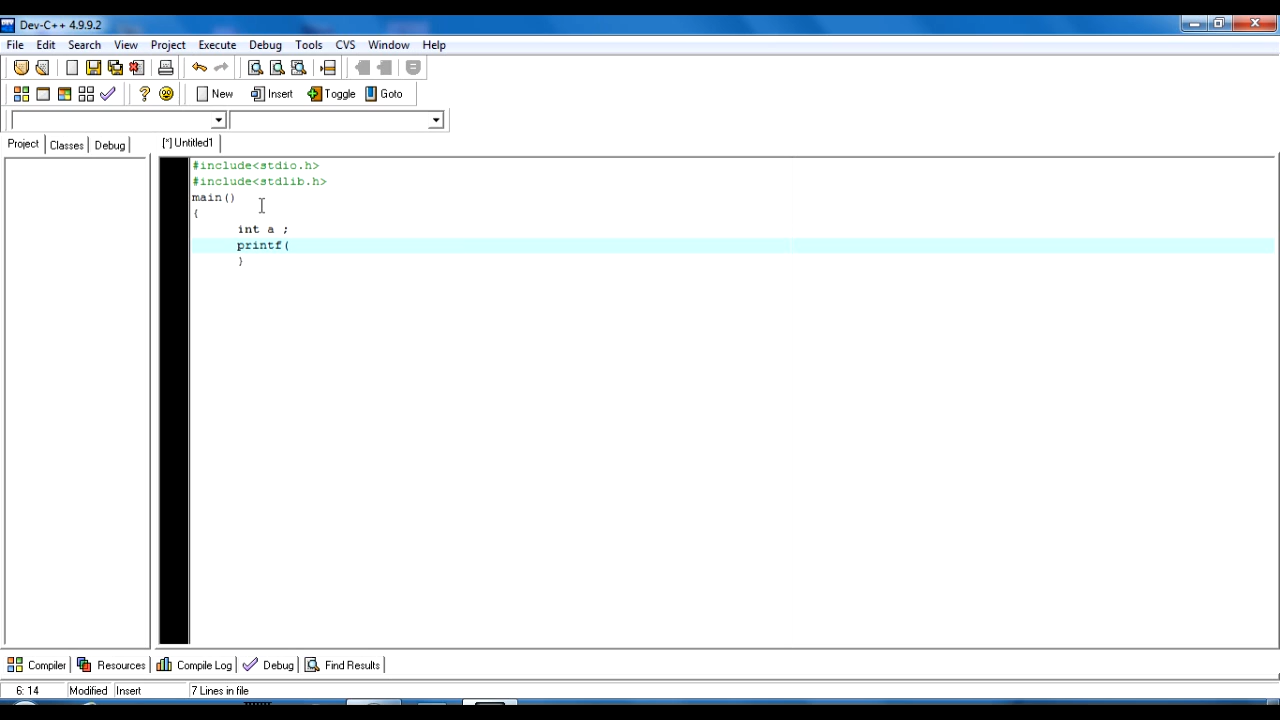 Dev-C++ 4.9.9.2
File Edit Search View Project Execute Debug Tools CVS Window Help
New Insert Toggle Goto
Project Classes Debug [*] Untitled1
#include<stdio.h>
#include<stdlib.h>
main()
{
int a ;
printf(
}
Compiler Resources Compile Log Debug Find Results
6: 14 Modified Insert 7 Lines in file